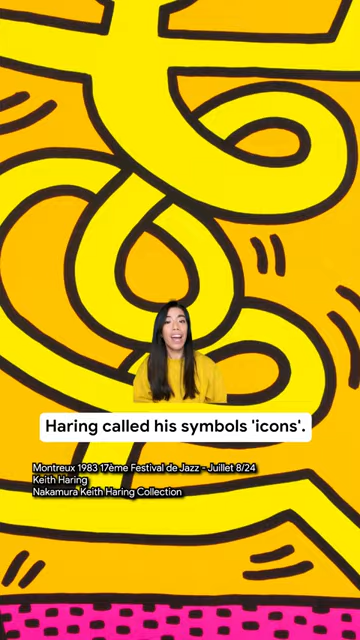 Haring called his symbols 'icons'.
Montreux 1983 17ème Festival de Jazz - Juillet 8/24
Keith Haring
Nakamura Keith Haring Collection